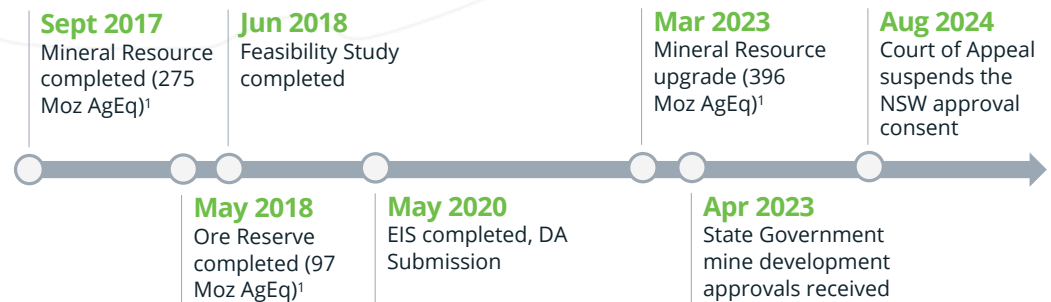 Sept 2017
Mineral Resource
completed (275
Moz AgEq)¹
Jun 2018
Feasibility Study
completed
Mar 2023
Mineral Resource
upgrade (396
Moz AgEq)¹
Aug 2024
Court of Appeal
suspends the
NSW approval
consent
May 2018
Ore Reserve
completed (97
Moz AgEq)¹
May 2020
EIS completed, DA
Submission
Apr 2023
State Government
mine development
approvals received